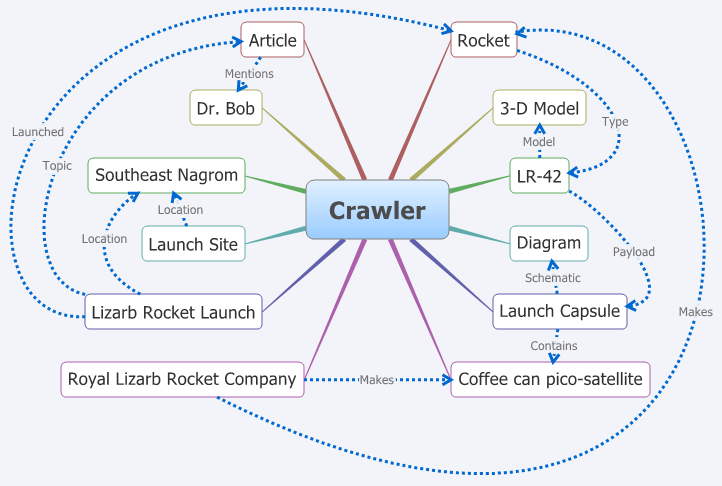 Article
Rocket
Mentions
Dr. Bob
3-D Model
Launched
Type
Model
Topic
Southeast Nagrom
LR-42
Crawler
Location
Location
Launch Site
Diagram
Payload
Schematic
Lizarb Rocket Launch
Launch Capsule
Makes
Contains
Royal Lizarb Rocket Company
Makes
Coffee can pico-satellite